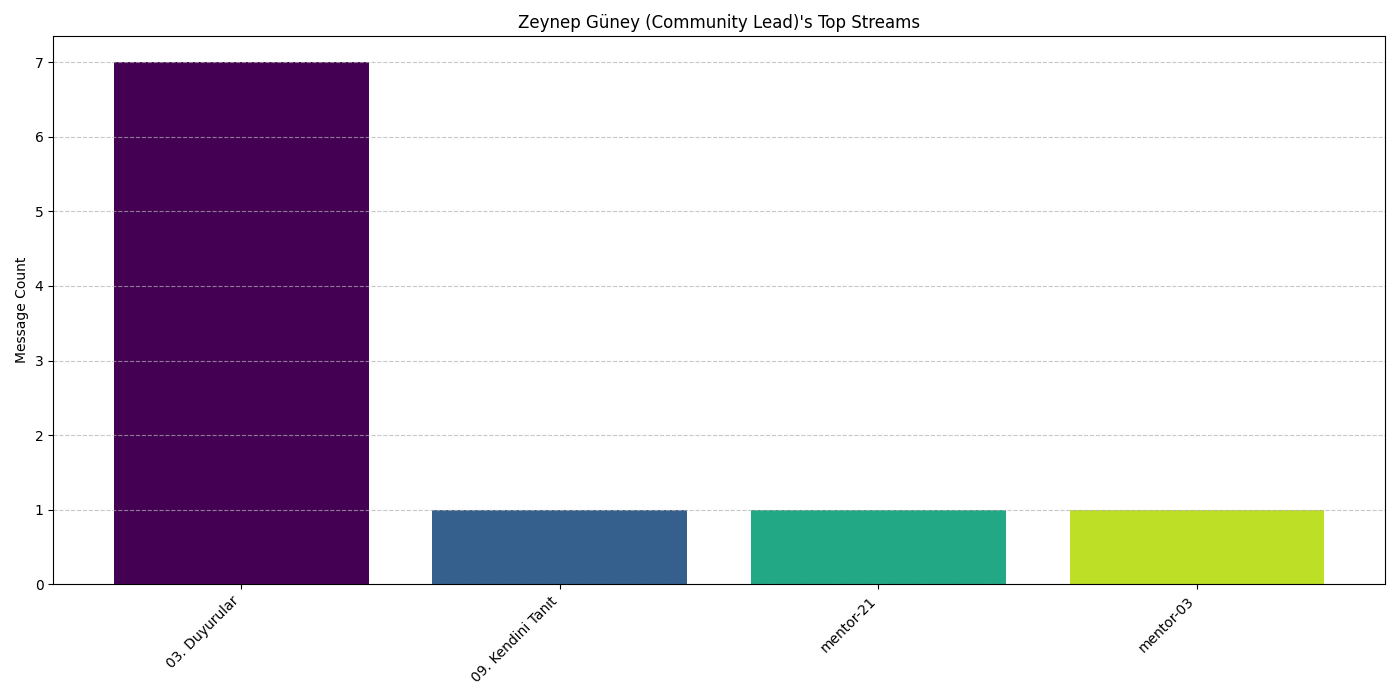 Zeynep Güney (Community Lead)'s Top Streams
Message Count
7
6
5
4
3
2
1
0
03. Duyurular
09. Kendini Tanıt
mentor-21
mentor-03